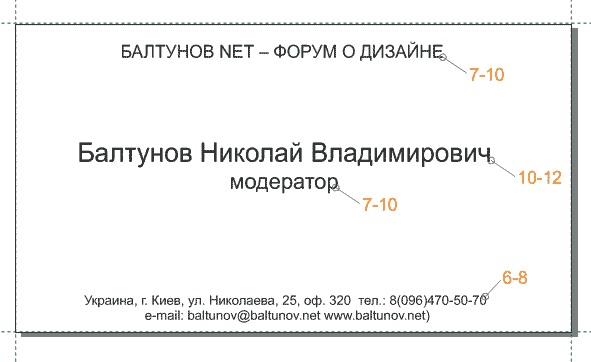 БАЛТУНОВ NET – ФОРУМ О ДИЗАЙНЕ
7-10
Балтунов Николай Владимирович
10-12
модератор
7-10
6-8
Украина, г. Киев, ул. Николаева, 25, оф. 320 тел.: 8(096)470-50-70
e-mail: baltunov@baltunov.net www.baltunov.net)